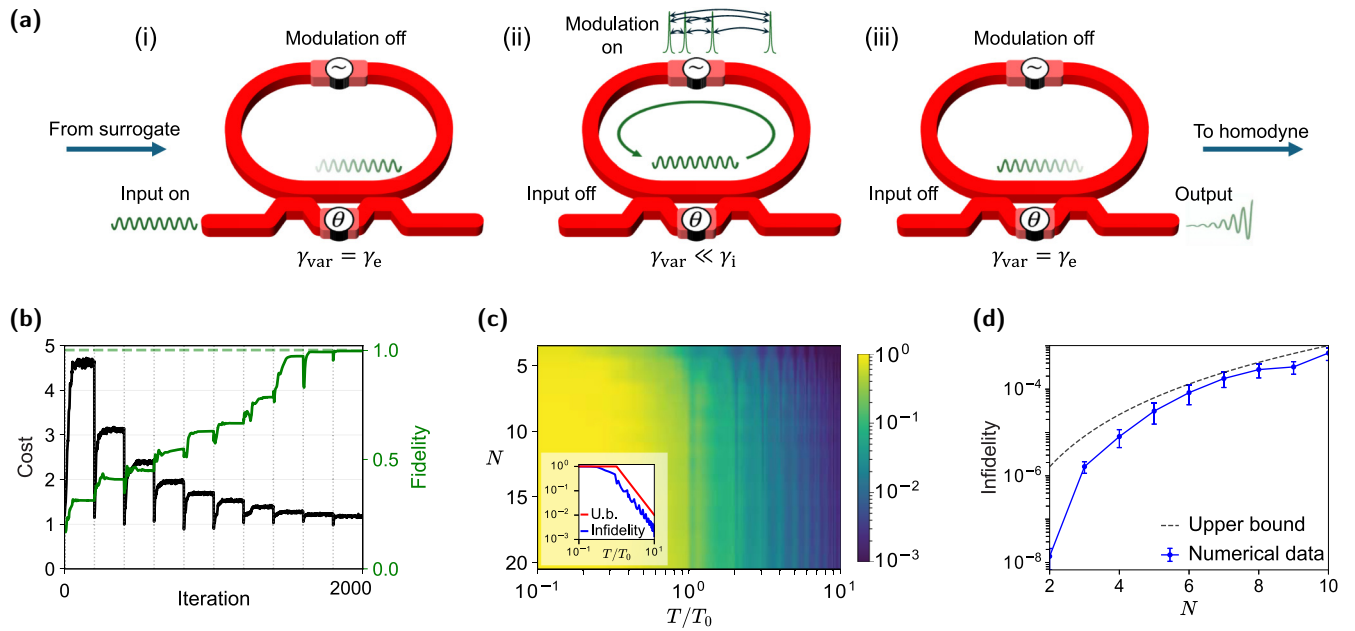 (a)
(i)
Modulation off
From surrogate
Input on
θ
γvar = γe
(ii)
Modulation
on
Input off
θ
γvar ≪ γi
(iii)
Modulation off
To homodyne
Input off
Output
θ
γvar = γe
(b)
5
4
3
2
1
0
Cost
1.0
0.5
0.0
Fidelity
0
2000
Iteration
(c)
5
10
15
20
N
10⁰
10⁻¹
10⁻²
10⁻³
U.b.
Infidelity
10⁻¹
10¹
T/T₀
10⁻¹
10⁰
10¹
T/T₀
10⁰
10⁻¹
10⁻²
10⁻³
(d)
10⁻⁴
10⁻⁶
10⁻⁸
Infidelity
Upper bound
Numerical data
2
4
6
8
10
N